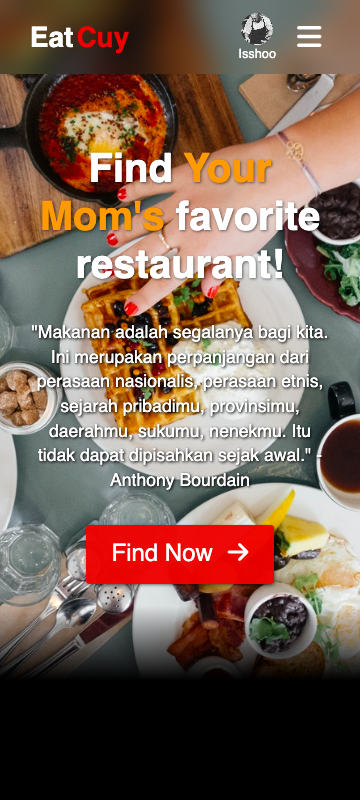 EatCuy
Isshoo
Find Your
Mom's favorite
restaurant!
"Makanan adalah segalanya bagi kita.
Ini merupakan perpanjangan dari
perasaan nasionalis, perasaan etnis,
sejarah pribadimu, provinsimu,
daerahmu, sukumu, nenekmu. Itu
tidak dapat dipisahkan sejak awal." -
Anthony Bourdain
Find Now